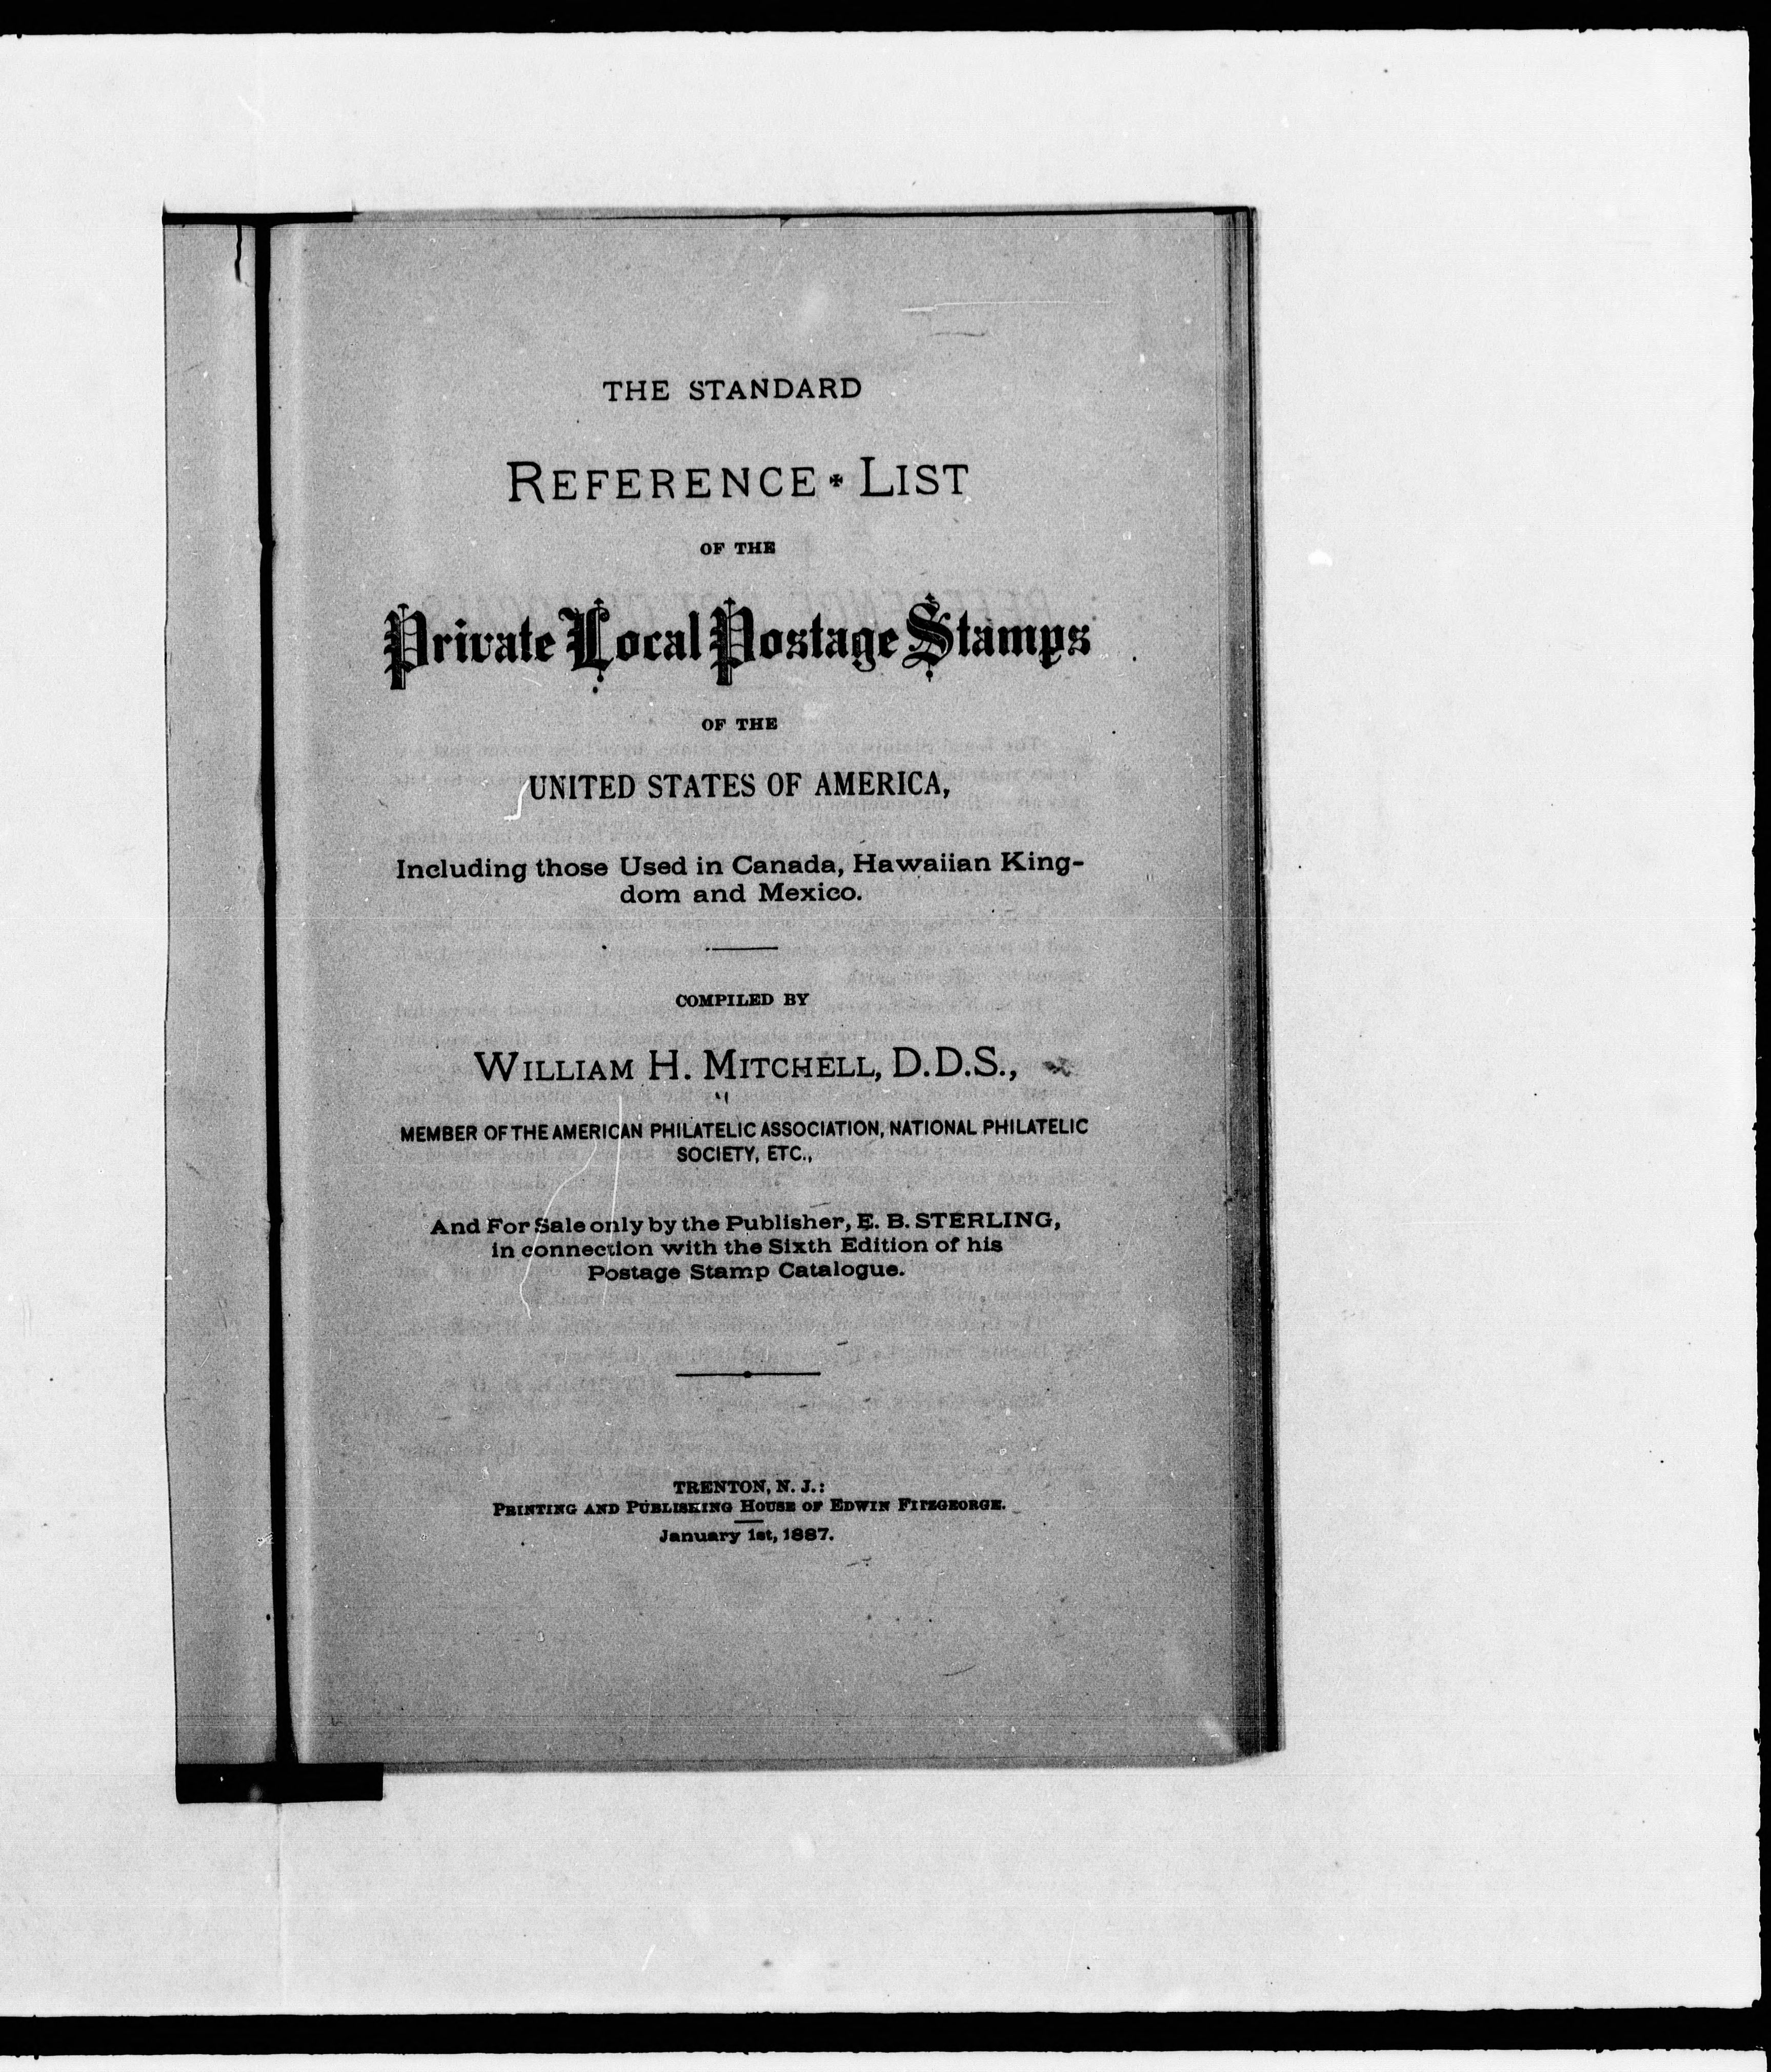 THE STANDARD
REFERENCE ✠ LIST
OF THE
Private Local Postage Stamps
OF THE
UNITED STATES OF AMERICA,
Including those Used in Canada, Hawaiian King-
dom and Mexico.
COMPILED BY
WILLIAM H. MITCHELL, D.D.S.,
MEMBER OF THE AMERICAN PHILATELIC ASSOCIATION, NATIONAL PHILATELIC
SOCIETY, ETC.,
And For Sale only by the Publisher, E. B. STERLING,
in connection with the Sixth Edition of his
Postage Stamp Catalogue.
TRENTON, N. J.:
PRINTING AND PUBLISHING HOUSE OF EDWIN FITZGEORGE.
January 1st, 1887.